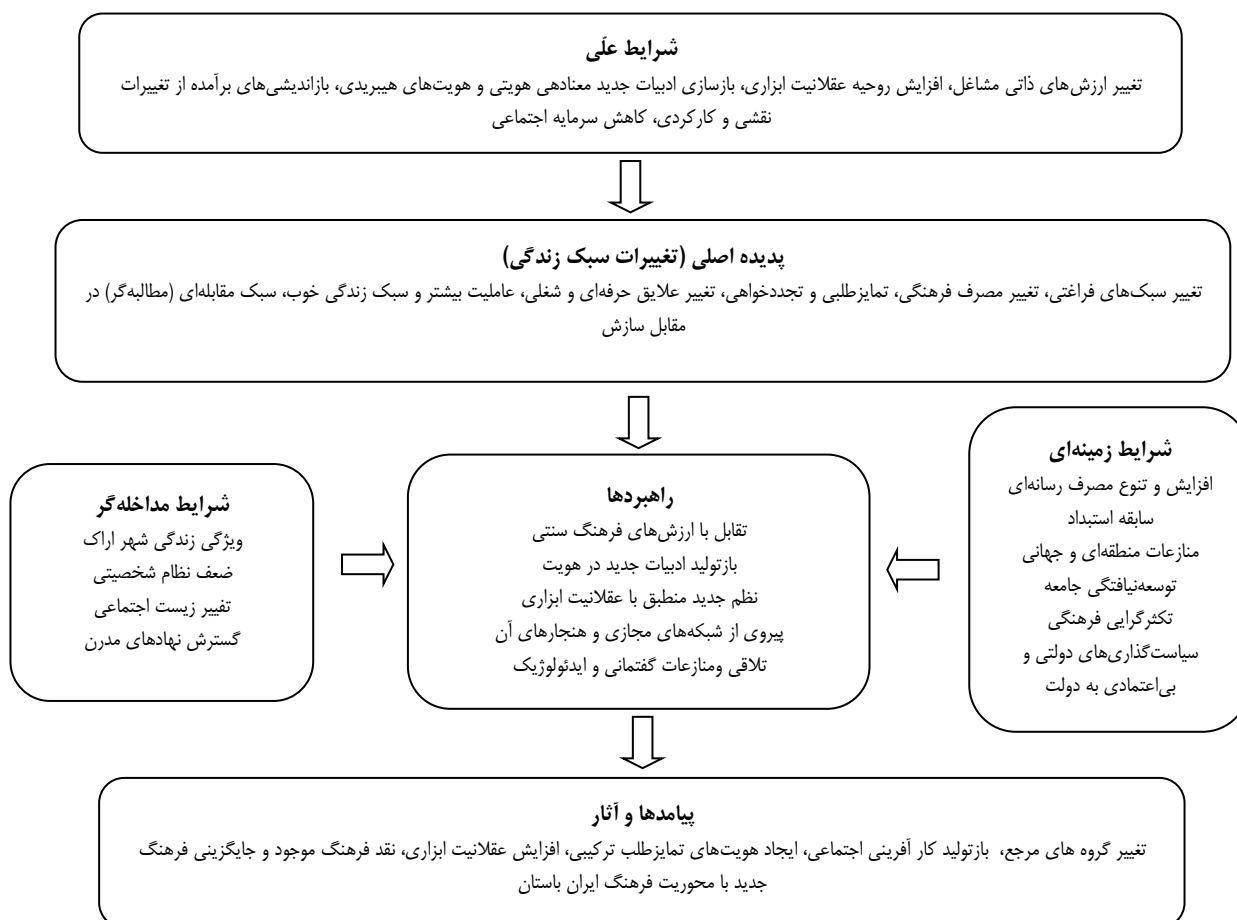 شرایط علّی
تغییر ارزش‌های ذاتی مشاغل، افزایش روحیه عقلانیت ابزاری، بازسازی ادبیات جدید معنادهی هویتی و هویت‌های هیبریدی، بازاندیشی‌های برآمده از تغییرات
نقشی و کارکردی، کاهش سرمایه اجتماعی
پدیده اصلی (تغییرات سبک زندگی)
تغییر سبک‌های فراغتی، تغییر مصرف فرهنگی، تمایزطلبی و تجددخواهی، تغییر علایق حرفه‌ای و شغلی، عاملیت بیشتر و سبک زندگی خوب، سبک مقابله‌ای (مطالبه‌گر) در
مقابل سازش
شرایط زمینه‌ای
افزایش و تنوع مصرف رسانه‌ای
سابقه استبداد
منازعات منطقه‌ای و جهانی
توسعه‌نیافتگی جامعه
تکثرگرایی فرهنگی
سیاست‌گذاری‌های دولتی و
بی‌اعتمادی به دولت
راهبردها
تقابل با ارزش‌های فرهنگ سنتی
بازتولید ادبیات جدید در هویت
نظم جدید منطبق با عقلانیت ابزاری
پیروی از شبکه‌های مجازی و هنجارهای آن
تلاقی ومنازعات گفتمانی و ایدئولوژیک
شرایط مداخله‌گر
ویژگی زندگی شهر اراک
ضعف نظام شخصیتی
تفییر زیست اجتماعی
گسترش نهادهای مدرن
پیامدها و آثار
تغییر گروه های مرجع، بازتولید کار آفرینی اجتماعی، ایجاد هویت‌های تمایزطلب ترکیبی، افزایش عقلانیت ابزاری، نقد فرهنگ موجود و جایگزینی فرهنگ
جدید با محوریت فرهنگ ایران باستان